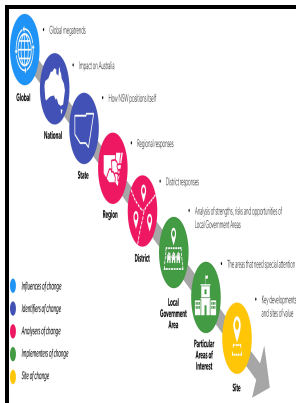 Global megatrends
Global
Impact on Australia
National
How NSW positions itself
State
Regional responses
Region
District responses
District
Analysis of strengths, risks and opportunities of
Local Government Areas
Local
Government
Area
The areas that need special attention
Particular
Areas of
Interest
Key developments
and sites of value
Site
Influences of change
Identifiers of change
Analysers of change
Implementers of change
Site of change